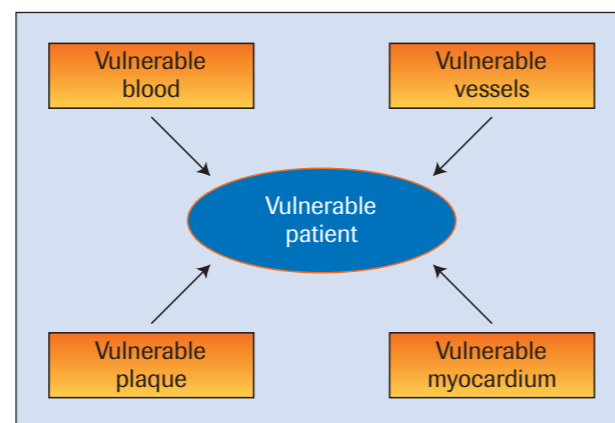 Vulnerable
blood
Vulnerable
vessels
Vulnerable
patient
Vulnerable
plaque
Vulnerable
myocardium